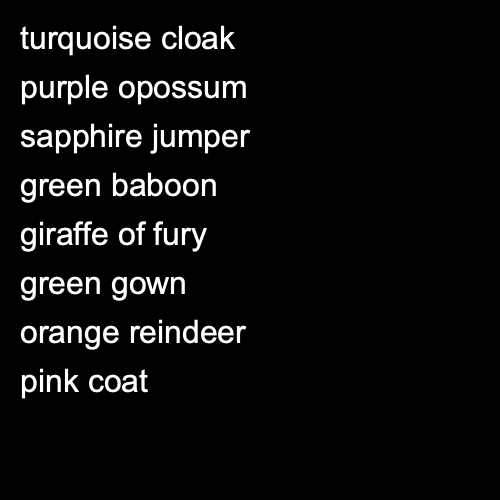 turquoise cloak
purple opossum
sapphire jumper
green baboon
giraffe of fury
green gown
orange reindeer
pink coat